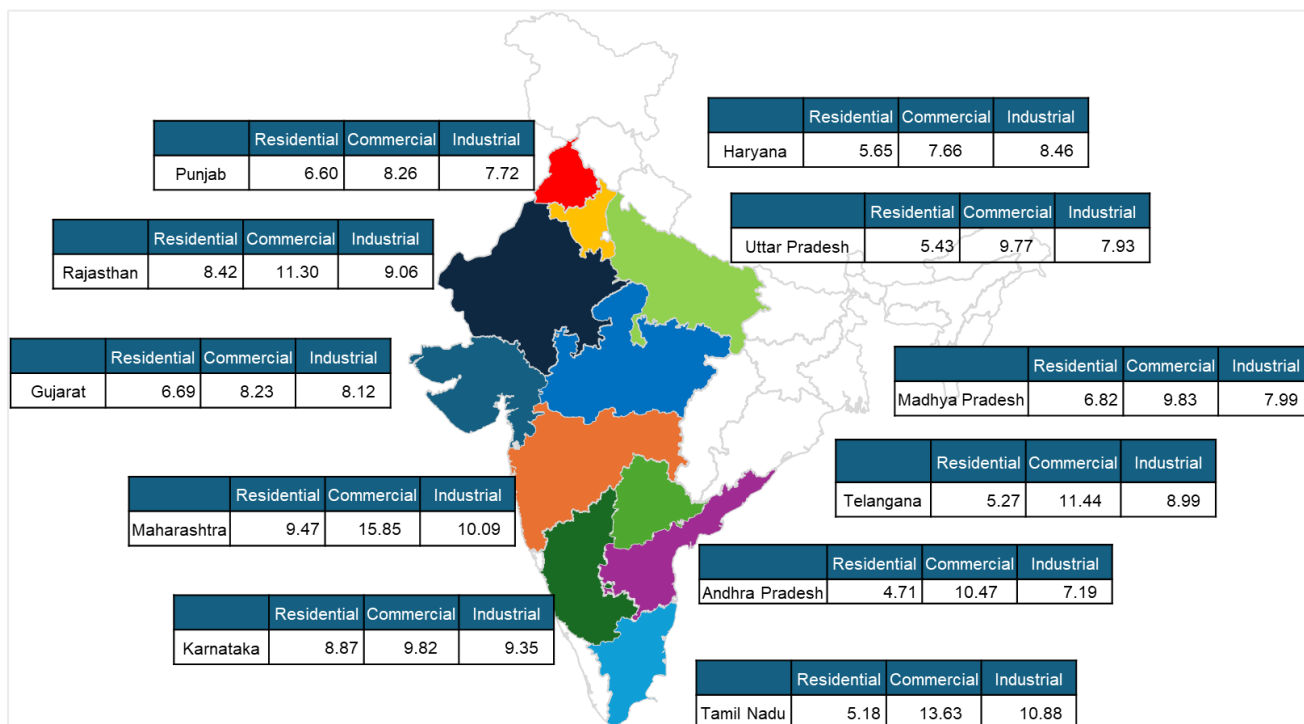 Residential Commercial Industrial
Punjab 6.60 8.26 7.72
Residential Commercial Industrial
Haryana 5.65 7.66 8.46
Residential Commercial Industrial
Rajasthan 8.42 11.30 9.06
Residential Commercial Industrial
Uttar Pradesh 5.43 9.77 7.93
Residential Commercial Industrial
Gujarat 6.69 8.23 8.12
Residential Commercial Industrial
Madhya Pradesh 6.82 9.83 7.99
Residential Commercial Industrial
Telangana 5.27 11.44 8.99
Residential Commercial Industrial
Maharashtra 9.47 15.85 10.09
Residential Commercial Industrial
Andhra Pradesh 4.71 10.47 7.19
Residential Commercial Industrial
Karnataka 8.87 9.82 9.35
Residential Commercial Industrial
Tamil Nadu 5.18 13.63 10.88